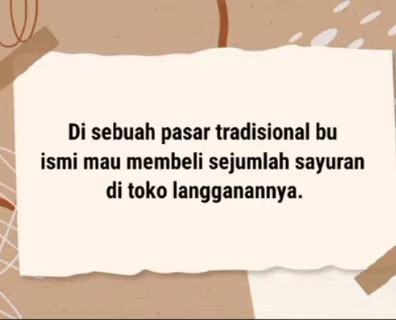 Di sebuah pasar tradisional bu
ismi mau membeli sejumlah sayuran
di toko langganannya.